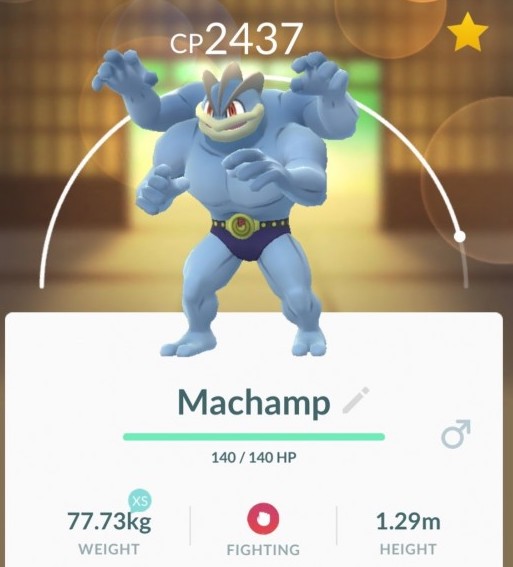 CP2437
Machamp
140 / 140 HP
XS
77.73kg
WEIGHT
FIGHTING
1.29m
HEIGHT